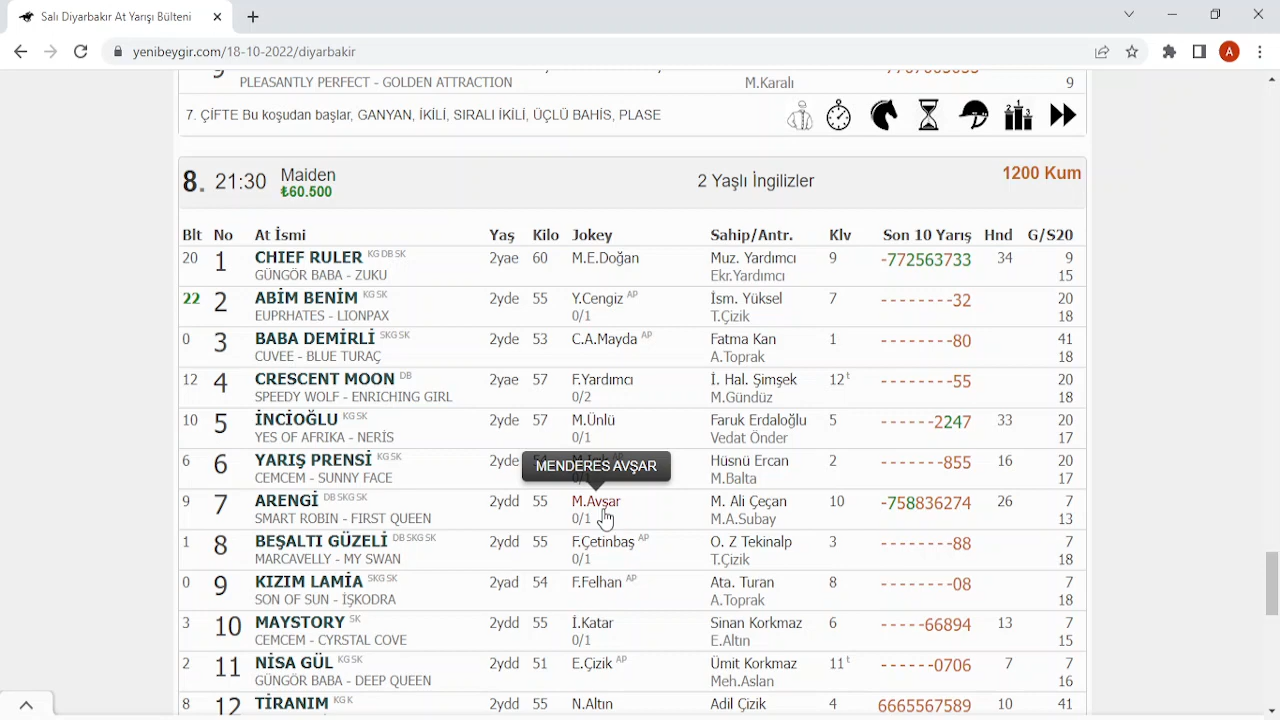 Salı Diyarbakır At Yarışı Bülteni
yenibeygir.com/18-10-2022/diyarbakir
A
PLEASANTLY PERFECT - GOLDEN ATTRACTION M.Karalı 9
7. ÇİFTE Bu koşudan başlar, GANYAN, İKİLİ, SIRALI İKİLİ, ÜÇLÜ BAHİS, PLASE
8. 21:30 Maiden 2 Yaşlı İngilizler 1200 Kum
₺60.500
Blt No At İsmi Yaş Kilo Jokey Sahip/Antr. Klv Son 10 Yarış Hnd G/S20
20 1 CHIEF RULER KG DB SK 2yae 60 M.E.Doğan Muz. Yardımcı 9 -772563733 34 9
GÜNGÖR BABA - ZUKU Ekr.Yardımcı 15
22 2 ABİM BENİM KG SK 2yde 55 Y.Cengiz AP İsm. Yüksel 7 --------32 20
EUPRHATES - LIONPAX 0/1 T.Çizik 18
0 3 BABA DEMİRLİ SKG SK 2yde 53 C.A.Mayda AP Fatma Kan 1 --------80 41
CUVEE - BLUE TURAÇ A.Toprak 18
12 4 CRESCENT MOON DB 2yae 57 F.Yardımcı İ. Hal. Şimşek 12t --------55 20
SPEEDY WOLF - ENRICHING GIRL 0/2 M.Gündüz 18
10 5 İNCİOĞLU KG SK 2yde 57 M.Ünlü Faruk Erdaloğlu 5 ------2247 33 20
YES OF AFRIKA - NERİS 0/1 Vedat Önder 17
6 6 YARIŞ PRENSİ KG SK 2yde Hüsnü Ercan 2 -------855 16 20
CEMCEM - SUNNY FACE M.Balta 17
MENDERES AVŞAR
9 7 ARENGİ DB SKG SK 2ydd 55 M.Avşar M. Ali Çeçan 10 -758836274 26 7
SMART ROBIN - FIRST QUEEN 0/1 M.A.Subay 13
1 8 BEŞALTI GÜZELİ DB SKG SK 2ydd 55 F.Çetinbaş AP O. Z Tekinalp 3 --------88 7
MARCAVELLY - MY SWAN 0/1 T.Çizik 18
0 9 KIZIM LAMİA SKG SK 2yad 54 F.Felhan AP Ata. Turan 8 --------08 7
SON OF SUN - İŞKODRA A.Toprak 18
3 10 MAYSTORY SK 2ydd 55 İ.Katar Sinan Korkmaz 6 -----66894 13 7
CEMCEM - CYRSTAL COVE 0/1 E.Altın 15
2 11 NİSA GÜL KG SK 2ydd 51 E.Çizik AP Ümit Korkmaz 11t ------0706 7 7
GÜNGÖR BABA - DEEP QUEEN Meh.Aslan 16
8 12 TİRANIM KG K 2ydd 55 N.Altın Adil Çizik 4 6665567589 10 41